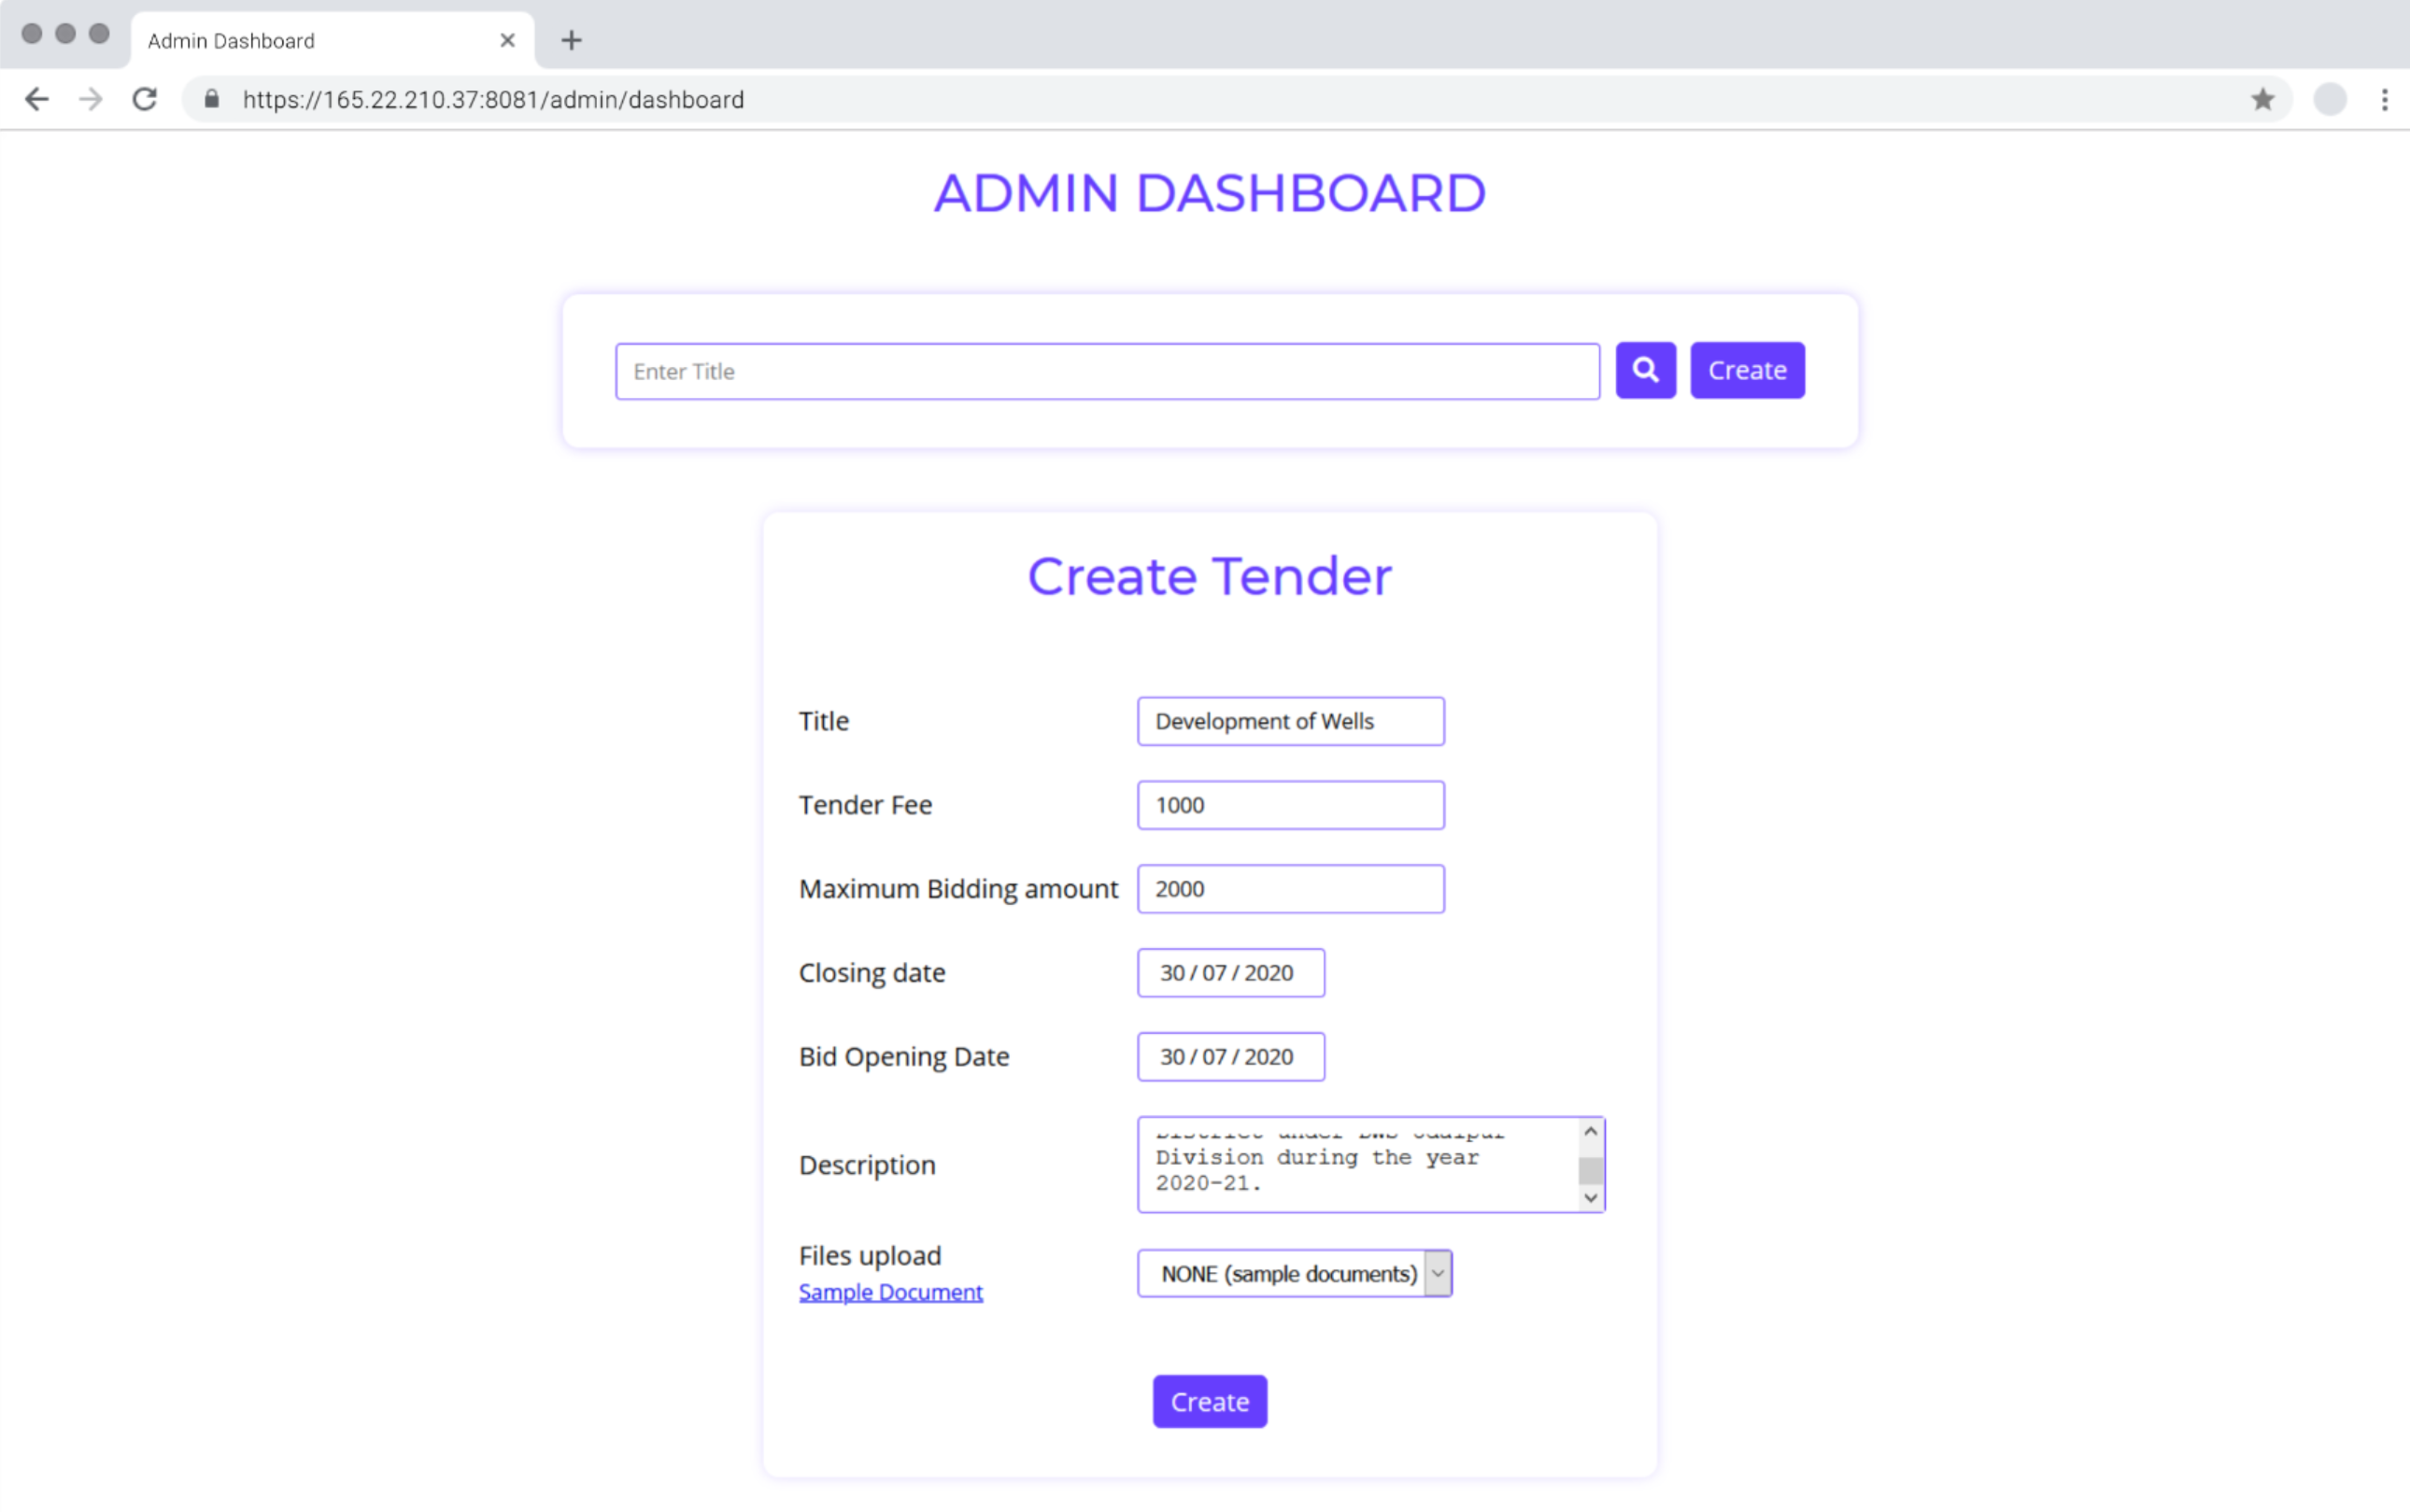 Admin Dashboard
https://165.22.210.37:8081/admin/dashboard
ADMIN DASHBOARD
Enter Title
Create
Create Tender
Title
Development of Wells
Tender Fee
1000
Maximum Bidding amount
2000
Closing date
30 / 07 / 2020
Bid Opening Date
30 / 07 / 2020
Description
Division during the year
2020-21.
Files upload
NONE (sample documents)
Sample Document
Create